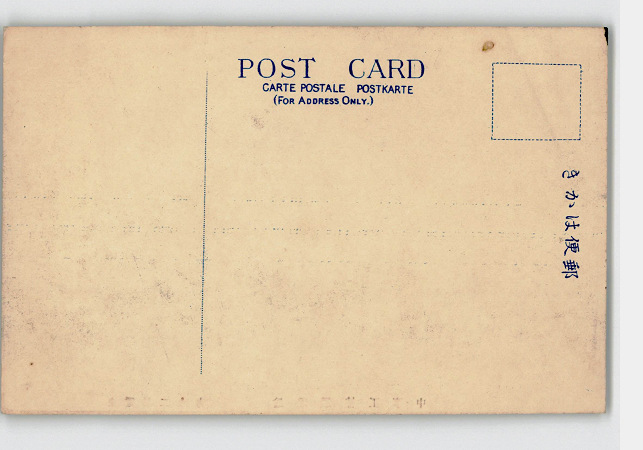 POST CARD
CARTE POSTALE POSTKARTE
(FOR ADDRESS ONLY.)
きかは便郵